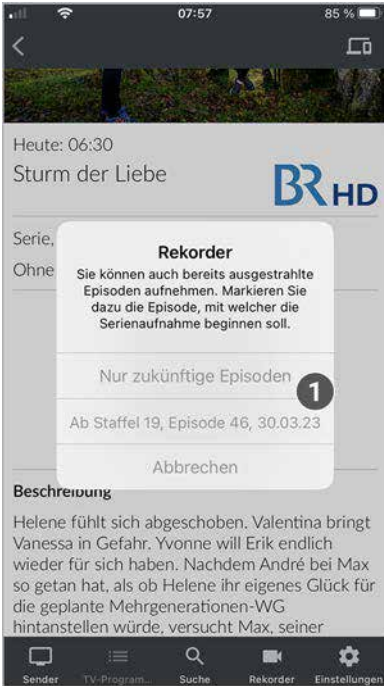 07:57
85 %
Heute: 06:30
Sturm der Liebe
BR HD
Serie,
Ohne
Rekorder
Sie können auch bereits ausgestrahlte
Episoden aufnehmen. Markieren Sie
dazu die Episode, mit welcher die
Serienaufnahme beginnen soll.
Nur zukünftige Episoden
1
Ab Staffel 19, Episode 46, 30.03.23
Abbrechen
Beschreibung
Helene fühlt sich abgeschoben. Valentina bringt
Vanessa in Gefahr. Yvonne will Erik endlich
wieder für sich haben. Nachdem André bei Max
so getan hat, als ob Helene ihr eigenes Glück für
die geplante Mehrgenerationen-WG
hintanstellen würde, versucht Max, seiner
Sender TV-Program... Suche Rekorder Einstellungen